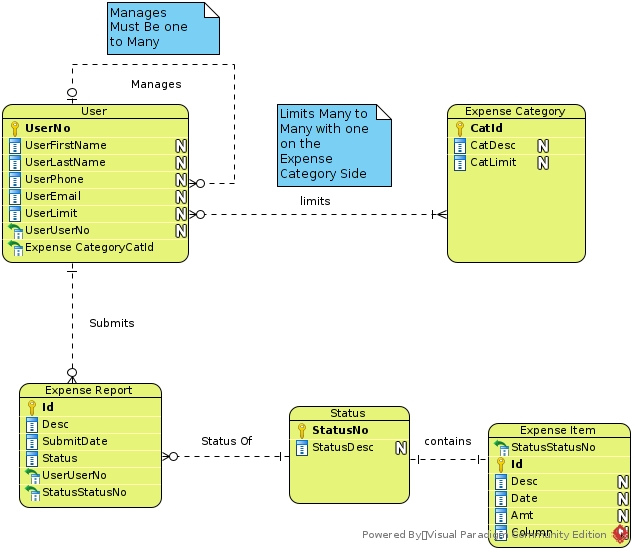 Manages
Must Be one
to Many
Manages
User
UserNo
UserFirstName N
UserLastName N
UserPhone N
UserEmail N
UserLimit N
UserUserNo N
Expense CategoryCatId
Limits Many to
Many with one
on the
Expense
Category Side
limits
Expense Category
CatId
CatDesc N
CatLimit N
Submits
Expense Report
Id
Desc
SubmitDate
Status
UserUserNo
StatusStatusNo
Status Of
Status
StatusNo
StatusDesc N
contains
Expense Item
StatusStatusNo
Id
Desc N
Date N
Amt N
Column
Powered By[]Visual Paradigm Community Edition